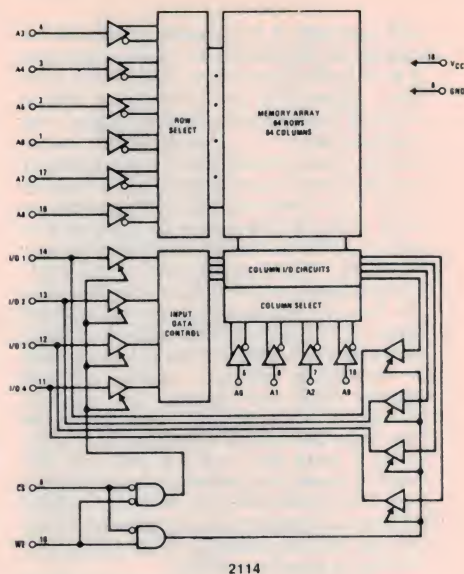 A3 4
A4 3
A5 2
A6 1
A7 17
A8 16
ROW
SELECT
MEMORY ARRAY
64 ROWS
64 COLUMNS
18 VCC
9 GND
I/O 1 14
I/O 2 13
I/O 3 12
I/O 4 11
INPUT
DATA
CONTROL
COLUMN I/O CIRCUITS
COLUMN SELECT
5 6 7 15
A0 A1 A2 A9
CS 8
WE 10
2114